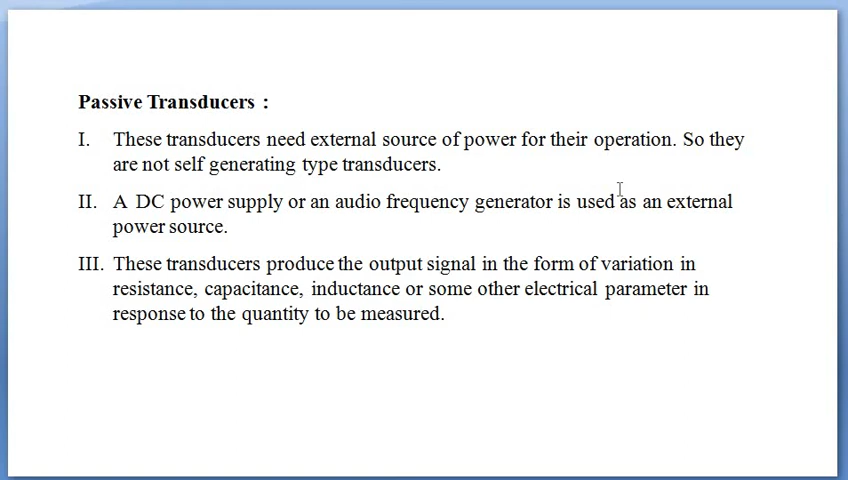 Passive Transducers :
I. These transducers need external source of power for their operation. So they
are not self generating type transducers.
II. A DC power supply or an audio frequency generator is used as an external
power source.
III. These transducers produce the output signal in the form of variation in
resistance, capacitance, inductance or some other electrical parameter in
response to the quantity to be measured.